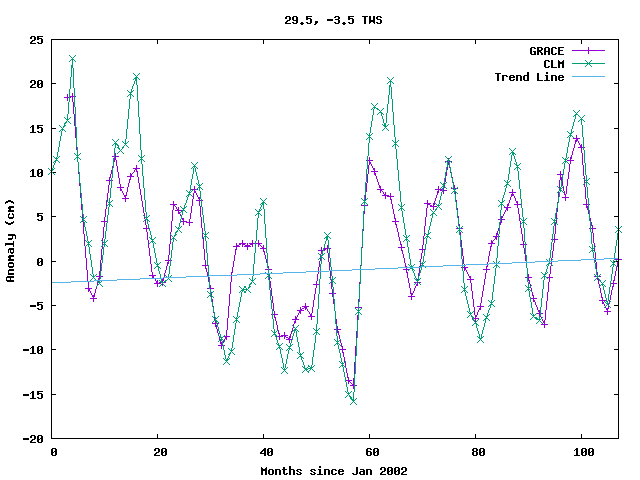 29.5, -3.5 TWS
GRACE
CLM
Trend Line
25
20
15
10
5
0
-5
-10
-15
-20
Anomaly (cm)
0 20 40 60 80 100
Months since Jan 2002